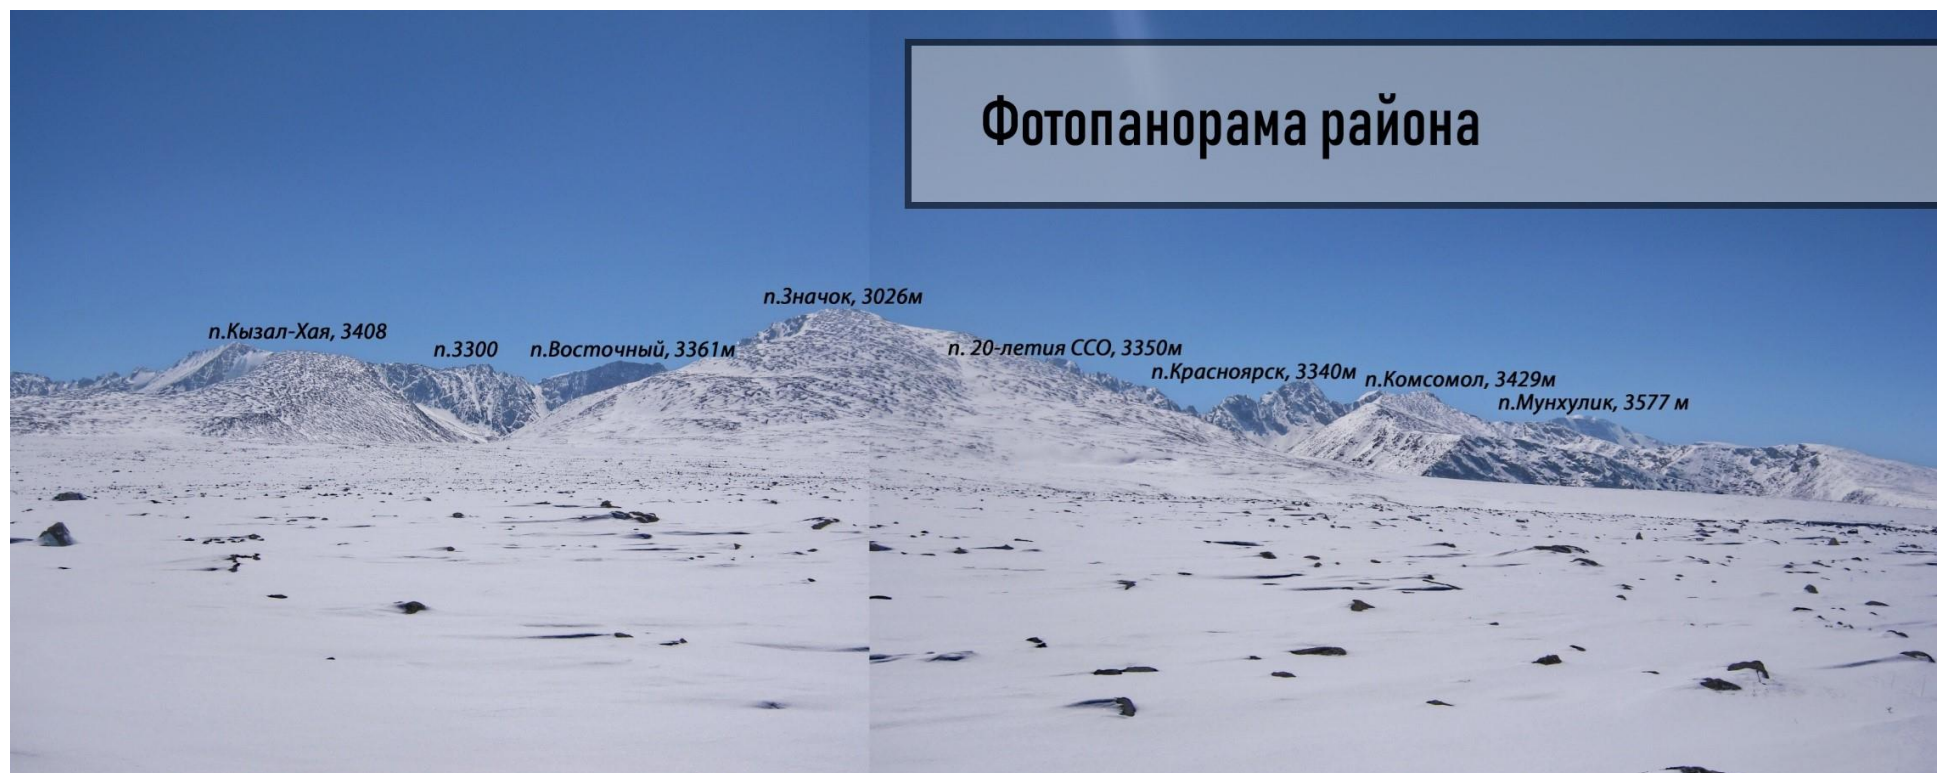 Фотопанорама района
п.Значок, 3026м
п.Кызал-Хая, 3408
п.3300
п.Восточный, 3361м
п. 20-летия ССО, 3350м
п.Красноярск, 3340м
п.Комсомол, 3429м
п.Мунхулик, 3577 м